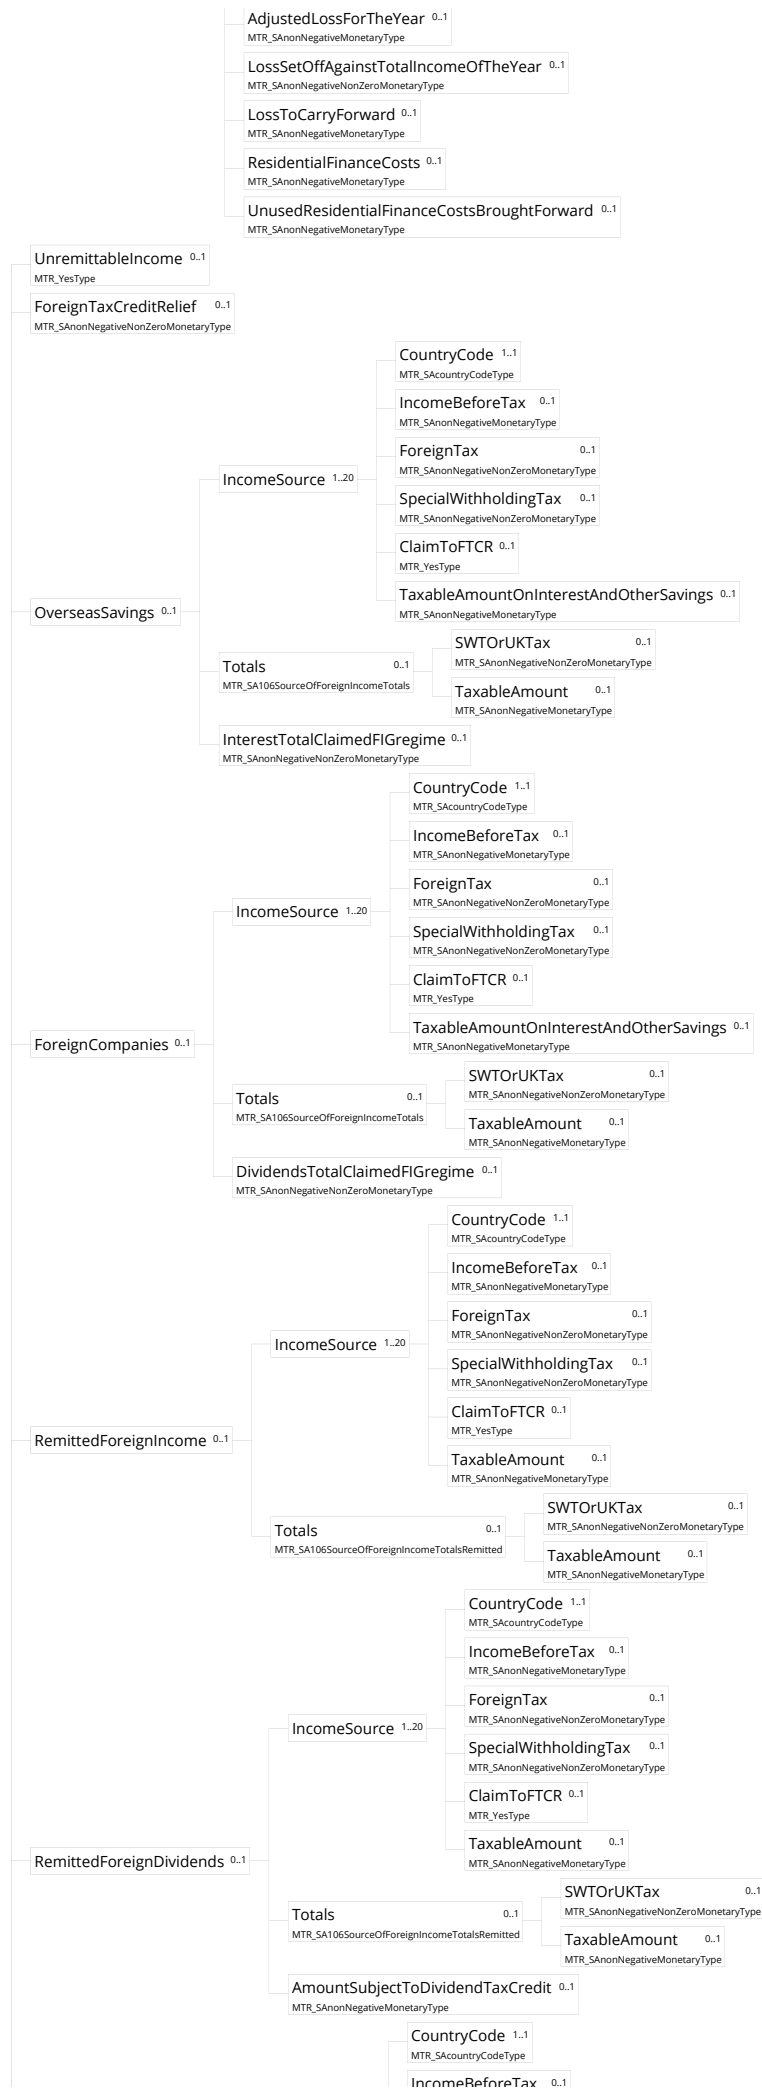 AdjustedLossForTheYear 0..1
MTR_SAnonNegativeMonetaryType
LossSetOffAgainstTotalIncomeOfTheYear 0..1
MTR_SAnonNegativeNonZeroMonetaryType
LossToCarryForward 0..1
MTR_SAnonNegativeMonetaryType
ResidentialFinanceCosts 0..1
MTR_SAnonNegativeMonetaryType
UnusedResidentialFinanceCostsBroughtForward 0..1
MTR_SAnonNegativeMonetaryType
UnremittableIncome 0..1
MTR_YesType
ForeignTaxCreditRelief 0..1
MTR_SAnonNegativeNonZeroMonetaryType
OverseasSavings 0..1
IncomeSource 1..20
CountryCode 1..1
MTR_SAcountryCodeType
IncomeBeforeTax 0..1
MTR_SAnonNegativeMonetaryType
ForeignTax 0..1
MTR_SAnonNegativeNonZeroMonetaryType
SpecialWithholdingTax 0..1
MTR_SAnonNegativeNonZeroMonetaryType
ClaimToFTCR 0..1
MTR_YesType
TaxableAmountOnInterestAndOtherSavings 0..1
MTR_SAnonNegativeMonetaryType
Totals 0..1
MTR_SA106SourceOfForeignIncomeTotals
SWTOrUKTax 0..1
MTR_SAnonNegativeNonZeroMonetaryType
TaxableAmount 0..1
MTR_SAnonNegativeMonetaryType
InterestTotalClaimedFIGregime 0..1
MTR_SAnonNegativeNonZeroMonetaryType
ForeignCompanies 0..1
IncomeSource 1..20
CountryCode 1..1
MTR_SAcountryCodeType
IncomeBeforeTax 0..1
MTR_SAnonNegativeMonetaryType
ForeignTax 0..1
MTR_SAnonNegativeNonZeroMonetaryType
SpecialWithholdingTax 0..1
MTR_SAnonNegativeNonZeroMonetaryType
ClaimToFTCR 0..1
MTR_YesType
TaxableAmountOnInterestAndOtherSavings 0..1
MTR_SAnonNegativeMonetaryType
Totals 0..1
MTR_SA106SourceOfForeignIncomeTotals
SWTOrUKTax 0..1
MTR_SAnonNegativeNonZeroMonetaryType
TaxableAmount 0..1
MTR_SAnonNegativeMonetaryType
DividendsTotalClaimedFIGregime 0..1
MTR_SAnonNegativeNonZeroMonetaryType
RemittedForeignIncome 0..1
IncomeSource 1..20
CountryCode 1..1
MTR_SAcountryCodeType
IncomeBeforeTax 0..1
MTR_SAnonNegativeMonetaryType
ForeignTax 0..1
MTR_SAnonNegativeNonZeroMonetaryType
SpecialWithholdingTax 0..1
MTR_SAnonNegativeNonZeroMonetaryType
ClaimToFTCR 0..1
MTR_YesType
TaxableAmount 0..1
MTR_SAnonNegativeMonetaryType
Totals 0..1
MTR_SA106SourceOfForeignIncomeTotalsRemitted
SWTOrUKTax 0..1
MTR_SAnonNegativeNonZeroMonetaryType
TaxableAmount 0..1
MTR_SAnonNegativeMonetaryType
RemittedForeignDividends 0..1
IncomeSource 1..20
CountryCode 1..1
MTR_SAcountryCodeType
IncomeBeforeTax 0..1
MTR_SAnonNegativeMonetaryType
ForeignTax 0..1
MTR_SAnonNegativeNonZeroMonetaryType
SpecialWithholdingTax 0..1
MTR_SAnonNegativeNonZeroMonetaryType
ClaimToFTCR 0..1
MTR_YesType
TaxableAmount 0..1
MTR_SAnonNegativeMonetaryType
Totals 0..1
MTR_SA106SourceOfForeignIncomeTotalsRemitted
SWTOrUKTax 0..1
MTR_SAnonNegativeNonZeroMonetaryType
TaxableAmount 0..1
MTR_SAnonNegativeMonetaryType
AmountSubjectToDividendTaxCredit 0..1
MTR_SAnonNegativeMonetaryType
CountryCode 1..1
MTR_SAcountryCodeType
IncomeBeforeTax 0..1